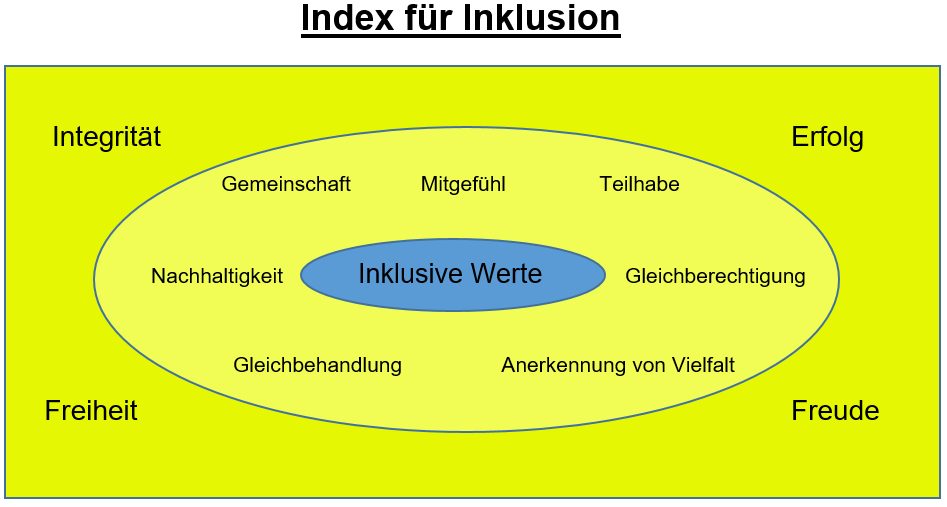 Index für Inklusion
Integrität
Erfolg
Gemeinschaft
Mitgefühl
Teilhabe
Nachhaltigkeit
Inklusive Werte
Gleichberechtigung
Gleichbehandlung
Anerkennung von Vielfalt
Freiheit
Freude